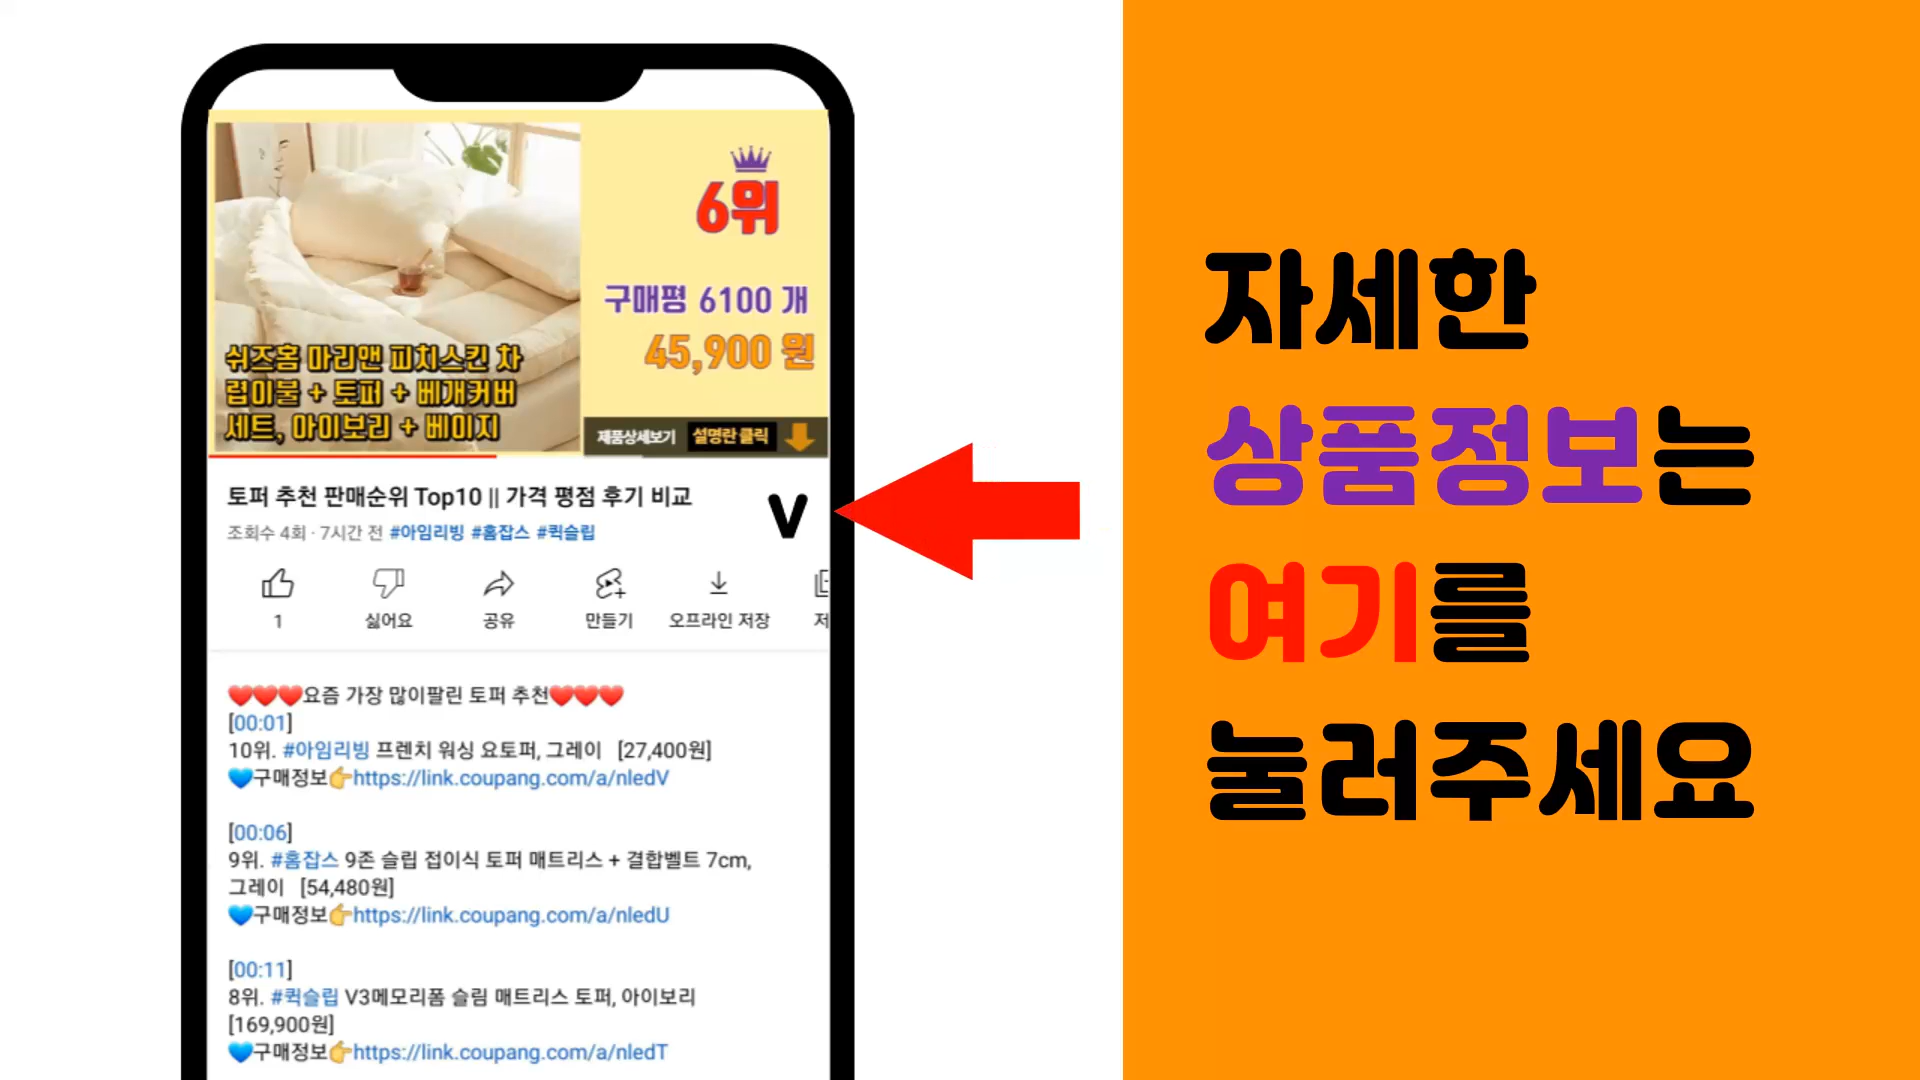 6위
구매평 6100 개
45,900 원
쉬즈홈 마리앤 피치스킨 차
렵이불 + 토퍼 + 베개커버
세트, 아이보리 + 베이지
제품상세보기 설명란 클릭
토퍼 추천 판매순위 Top10 || 가격 평점 후기 비교
V
조회수 4회 · 7시간 전 #아임리빙 #홈잡스 #퀵슬립
1 싫어요 공유 만들기 오프라인 저장 저
❤️❤️❤️요즘 가장 많이팔린 토퍼 추천❤️❤️❤️
[00:01]
10위. #아임리빙 프렌치 워싱 요토퍼, 그레이 [27,400원]
💙구매정보👉https://link.coupang.com/a/nledV
[00:06]
9위. #홈잡스 9존 슬립 접이식 토퍼 매트리스 + 결합벨트 7cm,
그레이 [54,480원]
💙구매정보👉https://link.coupang.com/a/nledU
[00:11]
8위. #퀵슬립 V3메모리폼 슬림 매트리스 토퍼, 아이보리
[169,900원]
💙구매정보👉https://link.coupang.com/a/nledT
자세한
상품정보는
여기를
눌러주세요